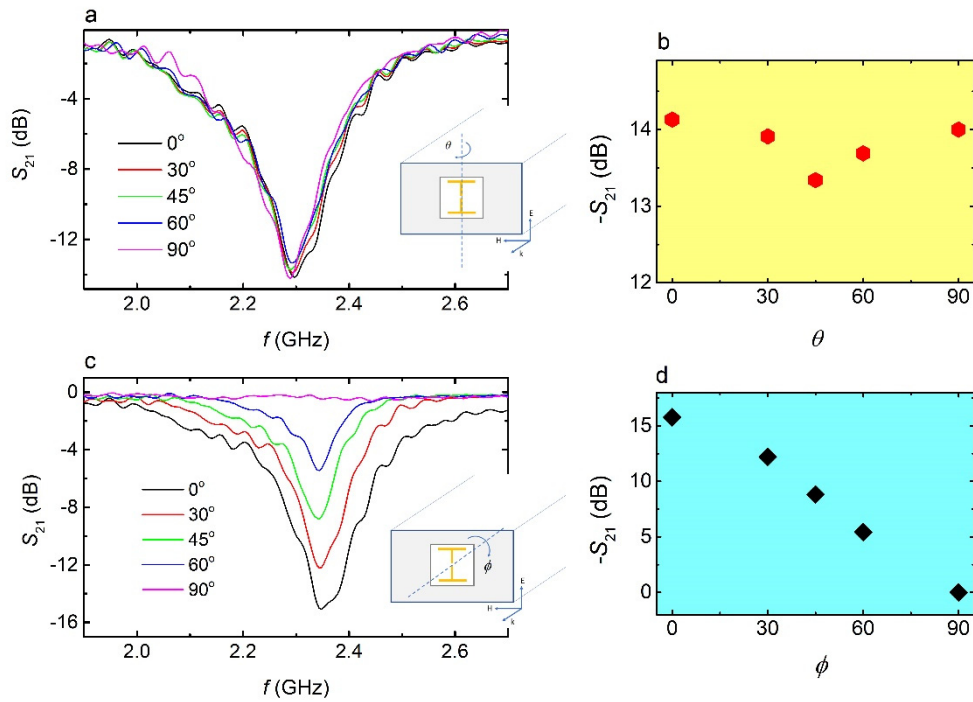 a
S21 (dB)
-4
-8
-12
0°
30°
45°
60°
90°
θ
E
H
k
2.0
2.2
2.4
2.6
f (GHz)
b
-S21 (dB)
14
13
12
0
30
60
90
θ
c
S21 (dB)
0
-4
-8
-12
-16
0°
30°
45°
60°
90°
ϕ
E
H
k
2.0
2.2
2.4
2.6
f (GHz)
d
-S21 (dB)
15
10
5
0
0
30
60
90
ϕ